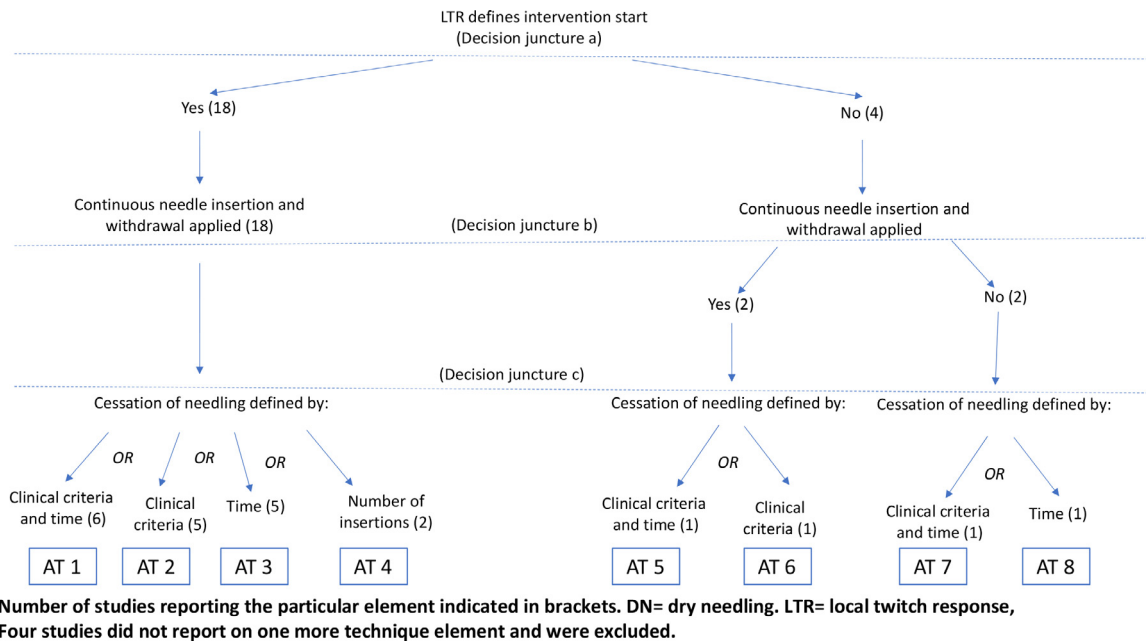 LTR defines intervention start
(Decision juncture a)
Yes (18)
No (4)
Continuous needle insertion and
withdrawal applied (18)
(Decision juncture b)
Continuous needle insertion and
withdrawal applied
Yes (2)
No (2)
(Decision juncture c)
Cessation of needling defined by:
Cessation of needling defined by:
Cessation of needling defined by:
OR
OR
OR
OR
OR
Clinical criteria
and time (6)
Clinical
criteria (5)
Time (5)
Number of
insertions (2)
Clinical criteria
and time (1)
Clinical
criteria (1)
Clinical criteria
and time (1)
Time (1)
AT 1
AT 2
AT 3
AT 4
AT 5
AT 6
AT 7
AT 8
Number of studies reporting the particular element indicated in brackets. DN= dry needling. LTR= local twitch response,
Four studies did not report on one more technique element and were excluded.